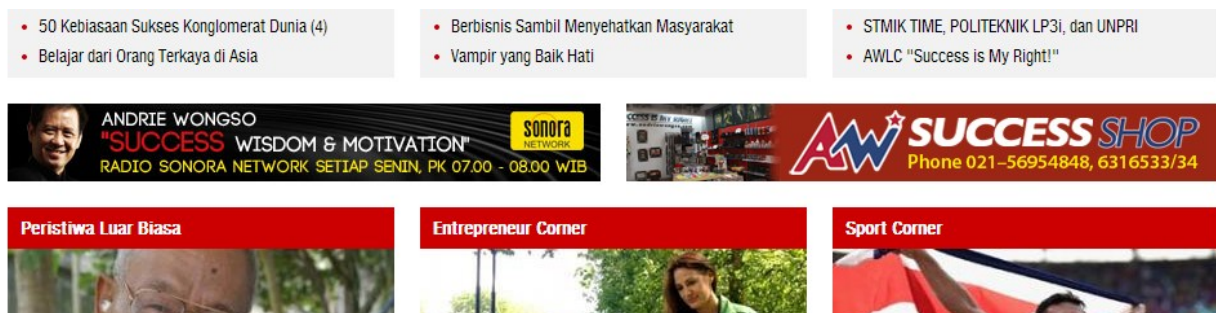 50 Kebiasaan Sukses Konglomerat Dunia (4)
Belajar dari Orang Terkaya di Asia
Berbisnis Sambil Menyehatkan Masyarakat
Vampir yang Baik Hati
STMIK TIME, POLITEKNIK LP3i, dan UNPRI
AWLC "Success is My Right!"
ANDRIE WONGSO
"SUCCESS WISDOM & MOTIVATION"
RADIO SONORA NETWORK SETIAP SENIN, PK 07.00 - 08.00 WIB
sonora
NETWORK
AW SUCCESS SHOP
Phone 021-56954848, 6316533/34
Peristiwa Luar Biasa
Entrepreneur Corner
Sport Corner